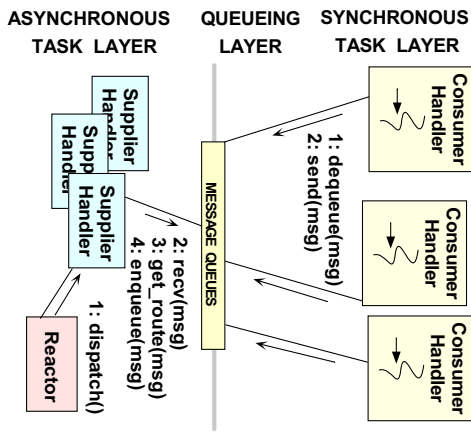 ASYNCHRONOUS
TASK LAYER
QUEUEING
LAYER
SYNCHRONOUS
TASK LAYER
Supplier
Handler
Supplier
Handler
Supplier
Handler
2: recv(msg)
3: get_route(msg)
4: enqueue(msg)
1: dispatch()
Reactor
MESSAGE QUEUES
1: dequeue(msg)
2: send(msg)
Consumer
Handler
Consumer
Handler
Consumer
Handler